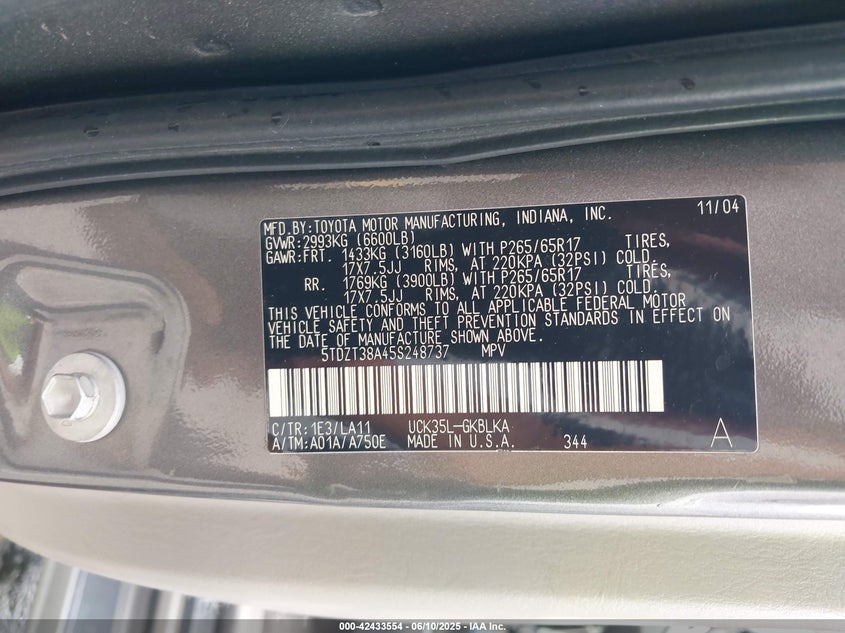 MFD.BY:TOYOTA MOTOR MANUFACTURING, INDIANA, INC. 11/04
GVWR:2993KG (6600LB)
GAWR:FRT. 1433KG (3160LB) WITH P265/65R17 TIRES,
17X7.5JJ RIMS, AT 220KPA (32PSI) COLD.
RR. 1769KG (3900LB) WITH P265/65R17 TIRES,
17X7.5JJ RIMS, AT 220KPA (32PSI) COLD.
THIS VEHICLE CONFORMS TO ALL APPLICABLE FEDERAL MOTOR
VEHICLE SAFETY AND THEFT PREVENTION STANDARDS IN EFFECT ON
THE DATE OF MANUFACTURE SHOWN ABOVE.
5TDZT38A45S248737 MPV
C/TR:1E3/LA11 UCK35L-GKBLKA
A/TM:A01A/A750E MADE IN U.S.A. 344 A
000-42433554 - 06/10/2025 - IAA Inc.